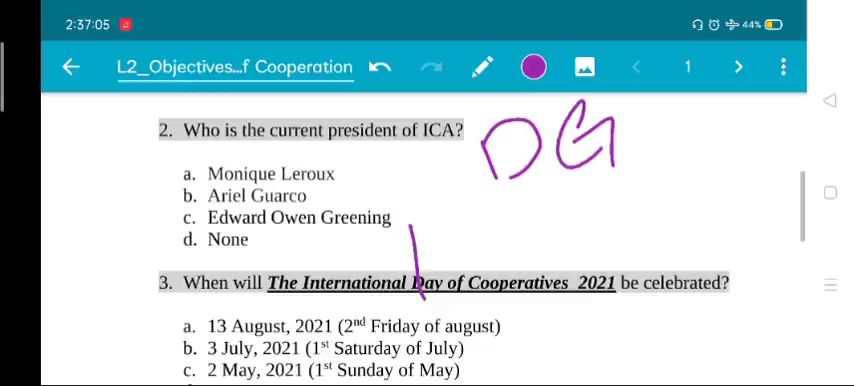 2:37:05 44%
L2_Objectives...f Cooperation 1
2. Who is the current president of ICA?
DG
a. Monique Leroux
b. Ariel Guarco
c. Edward Owen Greening
d. None
3. When will The International Day of Cooperatives 2021 be celebrated?
a. 13 August, 2021 (2nd Friday of august)
b. 3 July, 2021 (1st Saturday of July)
c. 2 May, 2021 (1st Sunday of May)